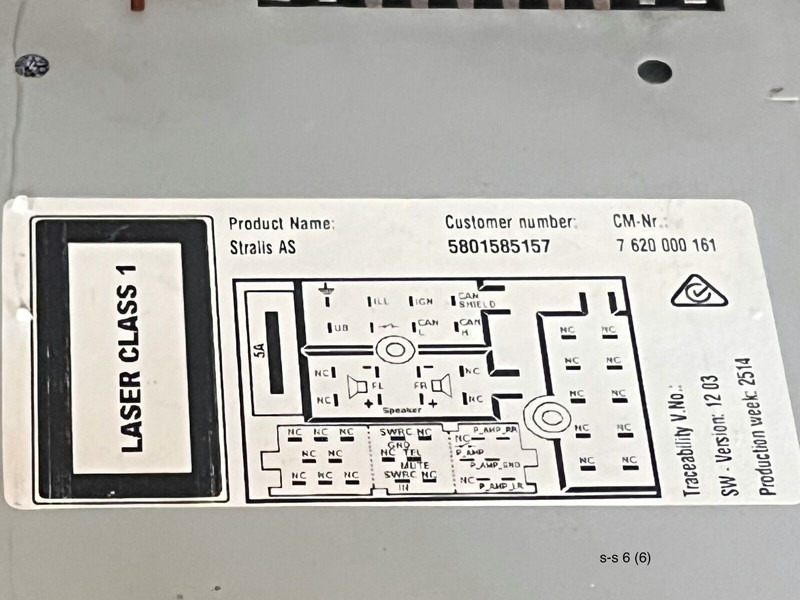 LASER CLASS 1
Product Name:
Stralis AS
Customer number:
5801585157
CM-Nr.:
7 620 000 161
5A
ILL
IGN
CAN SHIELD
UB
CAN L
CAN H
NC
FL
FR
NC
NC
NC
Speaker
NC NC NC
NC NC
NC NC NC
SWRC NC
GND
NC TEL
MUTE
SWRC NC
IN
P_AMP_RR
NC
P_AMP
P_AMP_GND
NC
P_AMP_LR
NC NC
NC NC
NC NC
NC NC
NC NC
Traceability V.No.:
SW - Version: 12 03
Production week: 2514
s-s 6 (6)